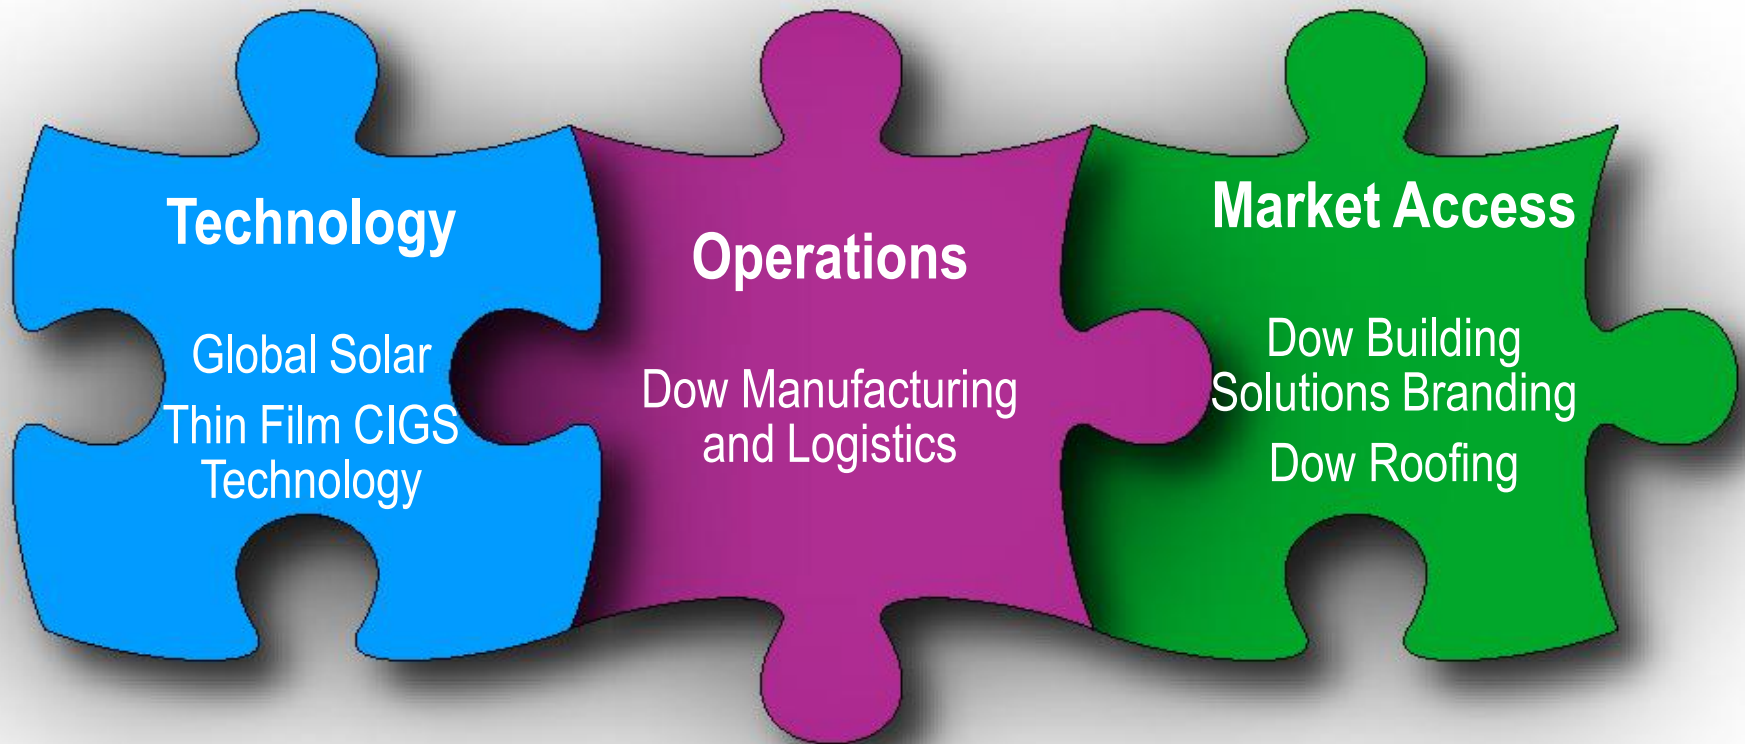 Technology
Global Solar
Thin Film CIGS
Technology
Operations
Dow Manufacturing
and Logistics
Market Access
Dow Building
Solutions Branding
Dow Roofing